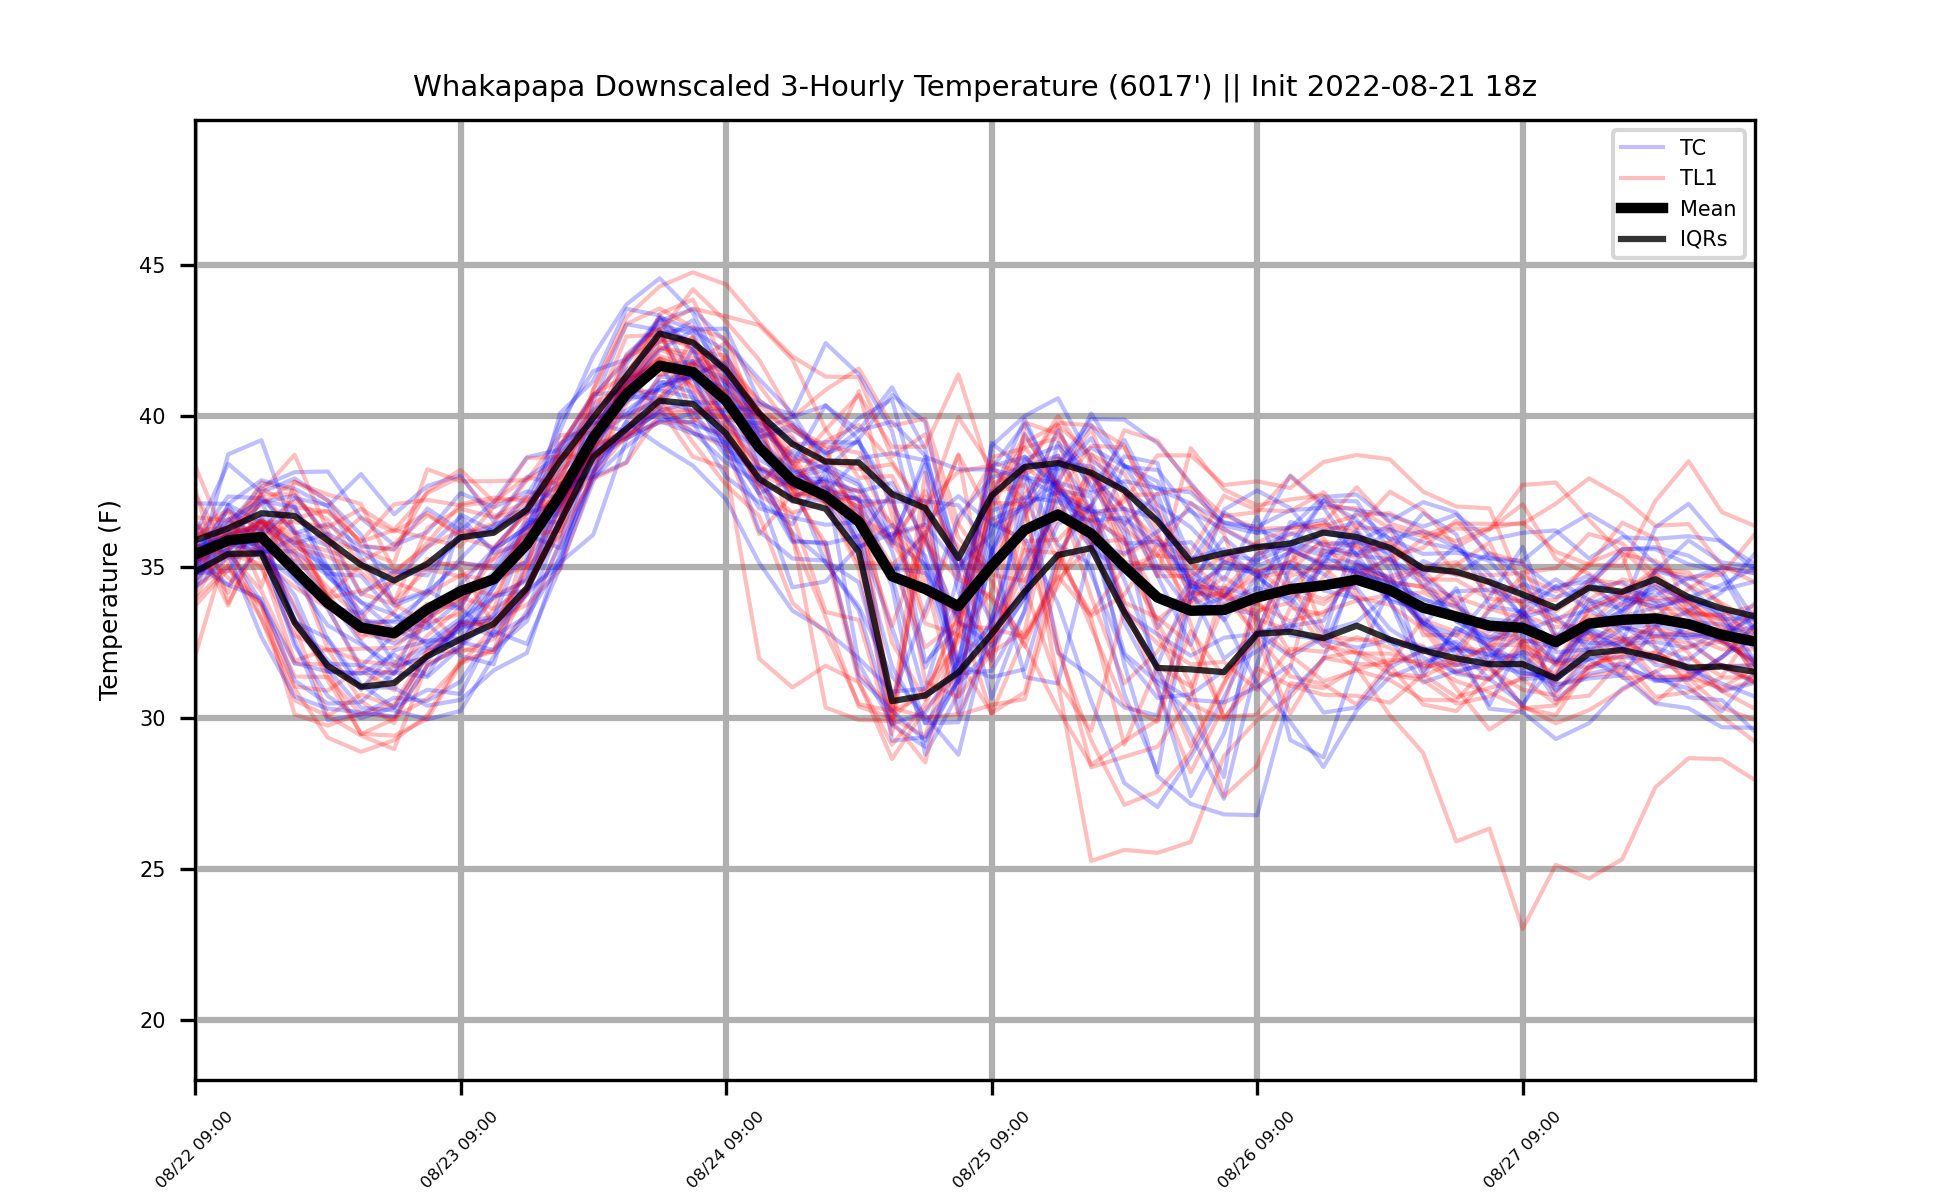 Whakapapa Downscaled 3-Hourly Temperature (6017') || Init 2022-08-21 18z
TC
TL1
Mean
IQRs
Temperature (F)
45
40
35
30
25
20
08/22 09:00
08/23 09:00
08/24 09:00
08/25 09:00
08/26 09:00
08/27 09:00